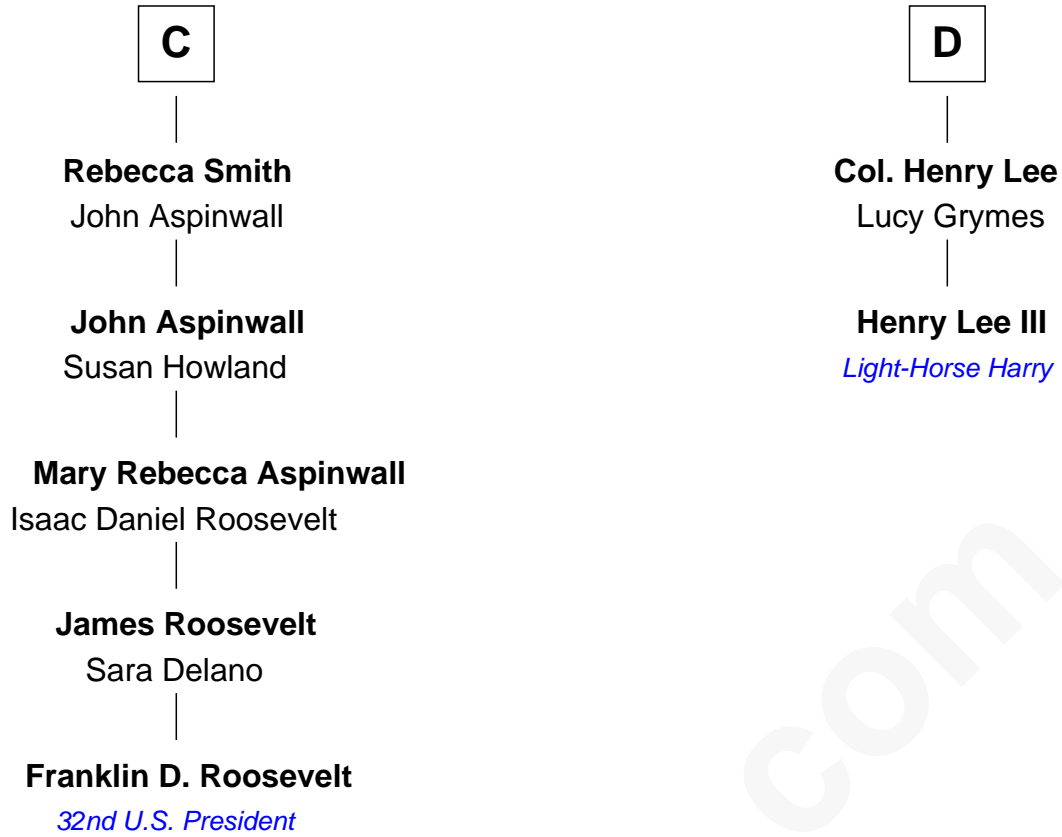 C
Rebecca Smith
John Aspinwall
John Aspinwall
Susan Howland
Mary Rebecca Aspinwall
Isaac Daniel Roosevelt
James Roosevelt
Sara Delano
Franklin D. Roosevelt
32nd U.S. President
D
Col. Henry Lee
Lucy Grymes
Henry Lee III
Light-Horse Harry
com